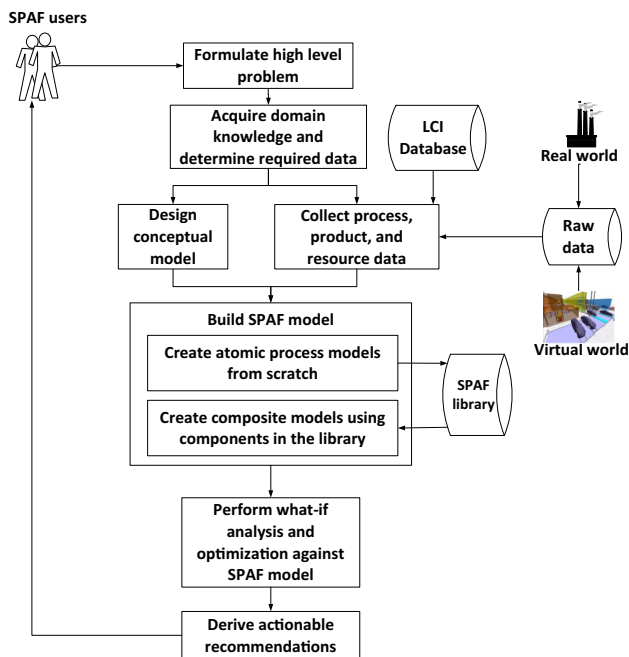 SPAF users
Formulate high level
problem
Acquire domain
knowledge and
determine required data
LCI
Database
Real world
Design
conceptual
model
Collect process,
product, and
resource data
Raw
data
Virtual world
Build SPAF model
Create atomic process models
from scratch
SPAF
library
Create composite models using
components in the library
Perform what-if
analysis and
optimization against
SPAF model
Derive actionable
recommendations